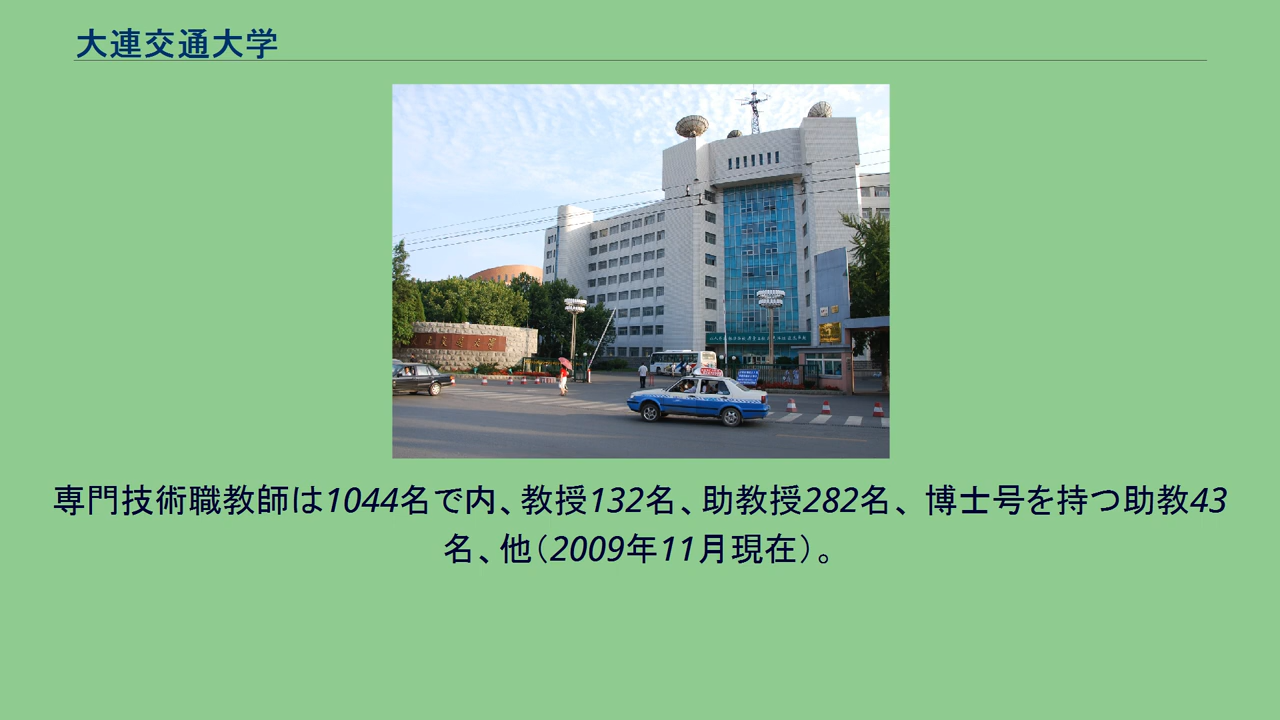 大連交通大学
専門技術職教師は1044名で内、教授132名、助教授282名、博士号を持つ助教43
名、他（2009年11月現在）。